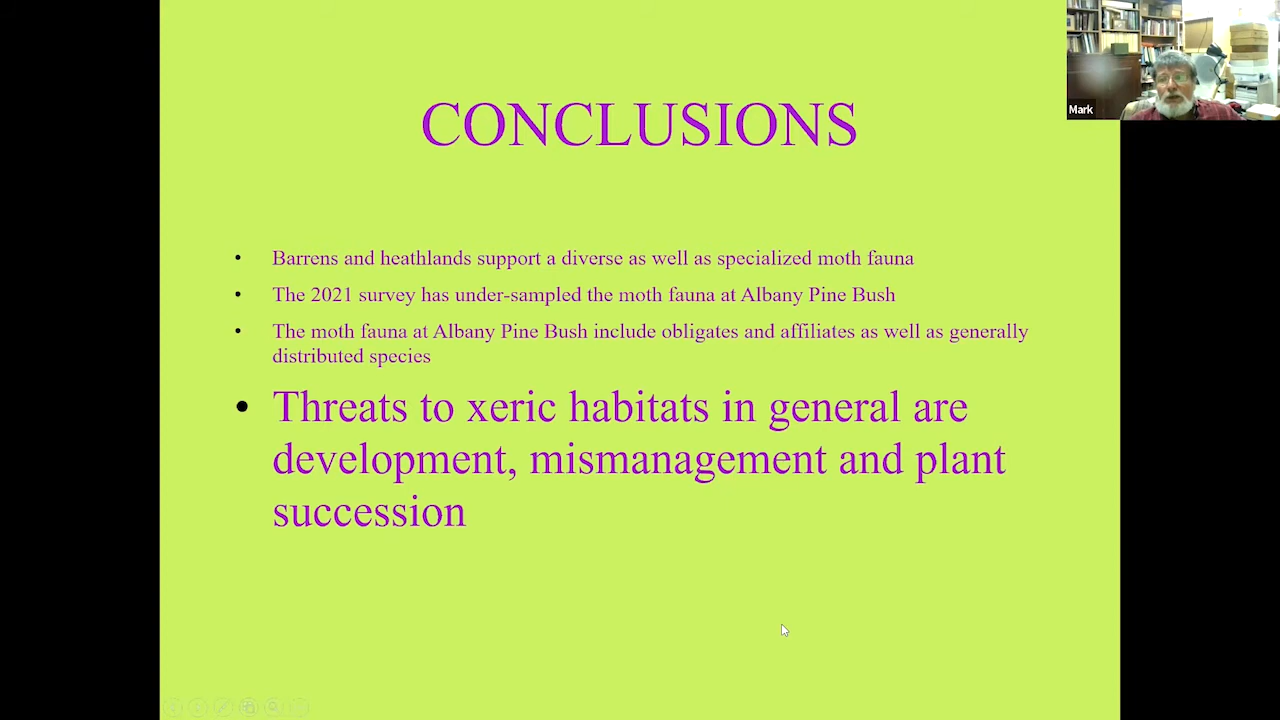 CONCLUSIONS
Mark
• Barrens and heathlands support a diverse as well as specialized moth fauna
• The 2021 survey has under-sampled the moth fauna at Albany Pine Bush
• The moth fauna at Albany Pine Bush include obligates and affiliates as well as generally
distributed species
• Threats to xeric habitats in general are
development, mismanagement and plant
succession